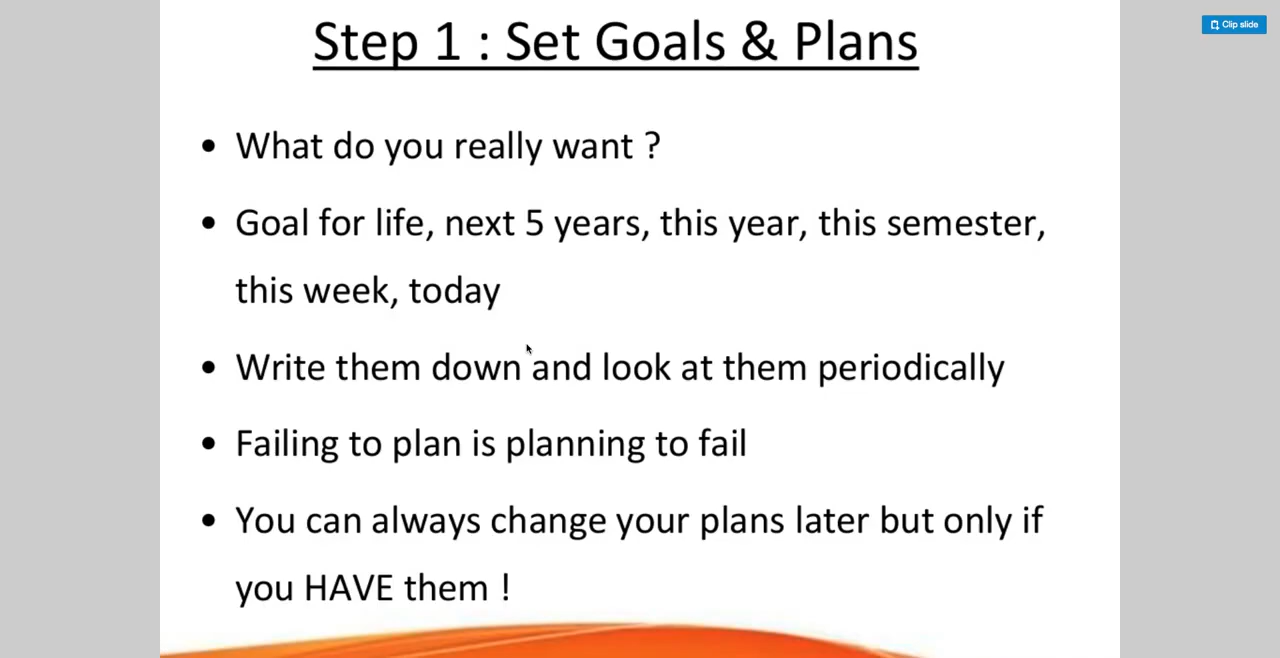 Clip slide
Step 1 : Set Goals & Plans
• What do you really want ?
• Goal for life, next 5 years, this year, this semester,
this week, today
• Write them down and look at them periodically
• Failing to plan is planning to fail
• You can always change your plans later but only if
you HAVE them !